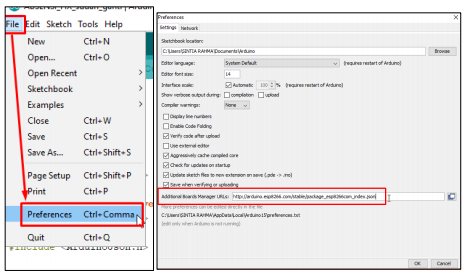 File Edit Sketch Tools Help
New Ctrl+N
Open... Ctrl+O
Open Recent >
Sketchbook >
Examples >
Close Ctrl+W
Save Ctrl+S
Save As... Ctrl+Shift+S
Page Setup Ctrl+Shift+P
Print Ctrl+P
Preferences Ctrl+Comma
Quit Ctrl+Q
#include <ArduinoJson.h>
Preferences
Settings Network
Sketchbook location:
C:\Users\SINTIA RAHMA\Documents\Arduino Browse
Editor language: System Default (requires restart of Arduino)
Editor font size: 14
Interface scale: Automatic 100 % (requires restart of Arduino)
Show verbose output during: compilation upload
Compiler warnings: None
Display line numbers
Enable Code Folding
Verify code after upload
Use external editor
Aggressively cache compiled core
Check for updates on startup
Update sketch files to new extension on save (.pde -> .ino)
Save when verifying or uploading
Additional Boards Manager URLs: http://arduino.esp8266.com/stable/package_esp8266com_index.json
More preferences can be edited directly in the file
C:\Users\SINTIA RAHMA\AppData\Local\Arduino15\preferences.txt
(edit only when Arduino is not running)
OK Cancel